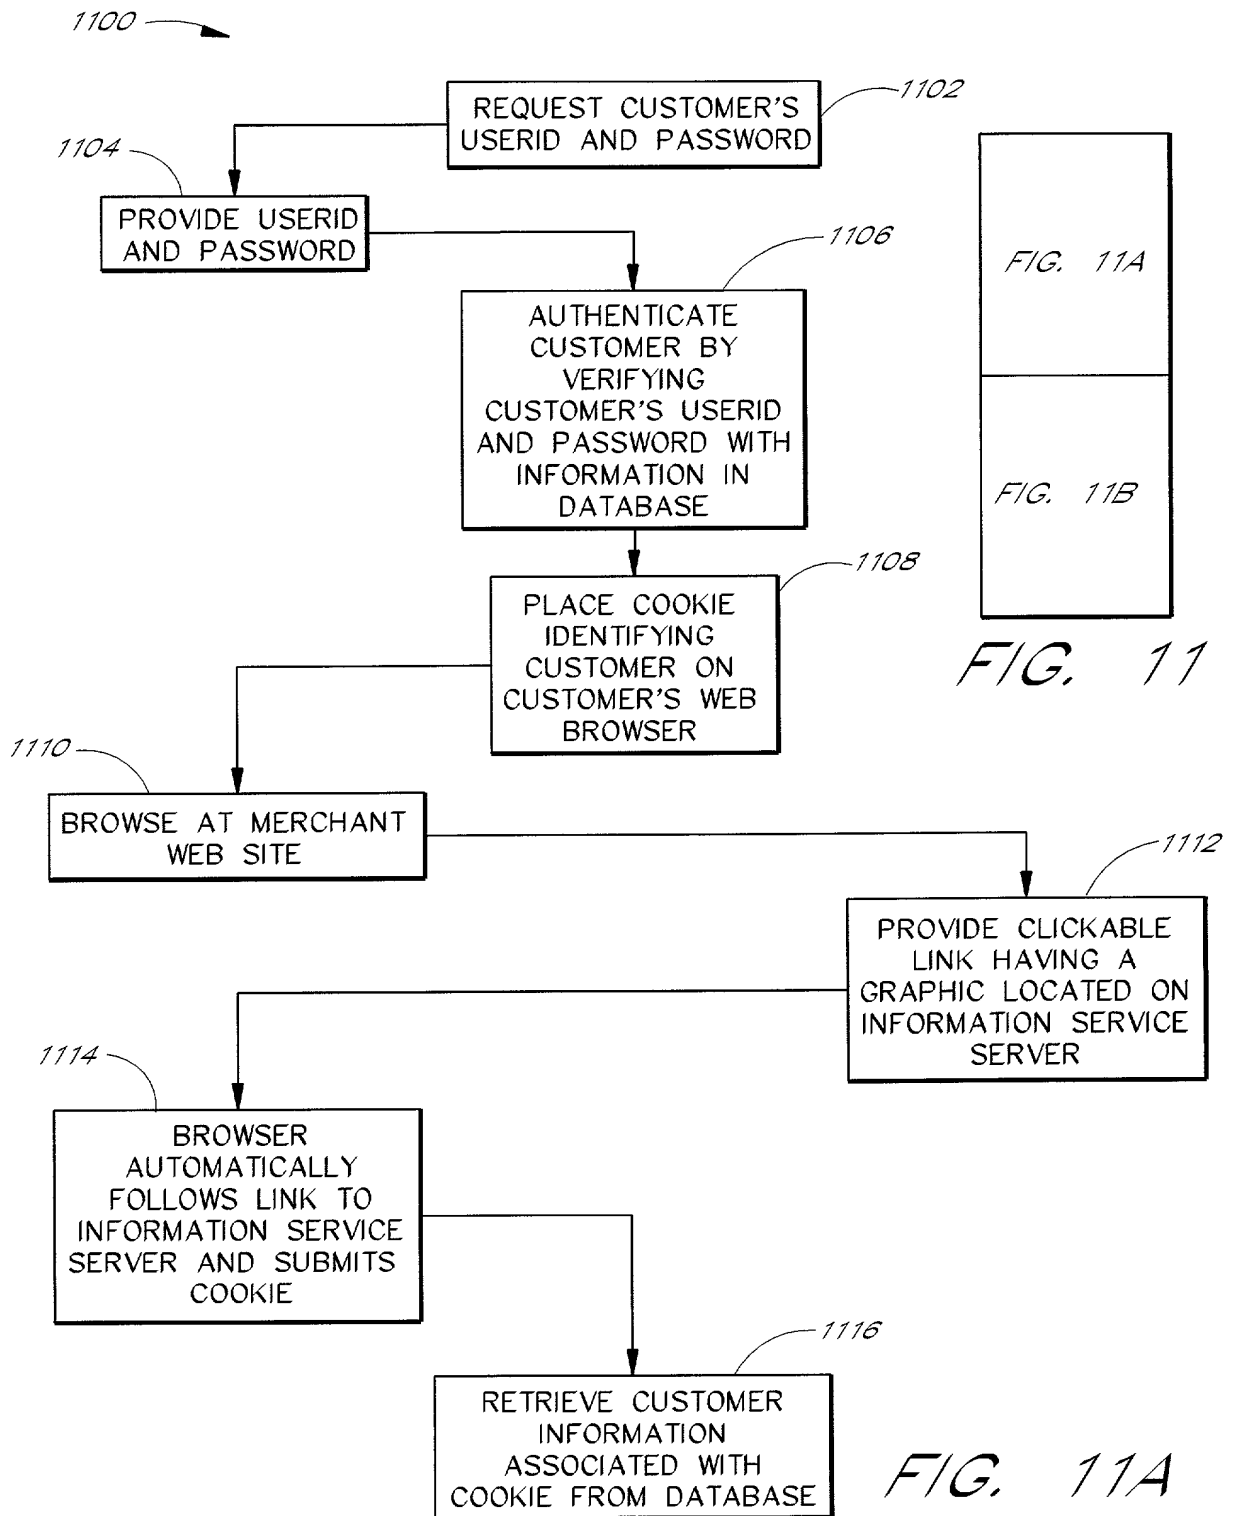 1100
1102
REQUEST CUSTOMER'S
USERID AND PASSWORD
1104
PROVIDE USERID
AND PASSWORD
1106
AUTHENTICATE
CUSTOMER BY
VERIFYING
CUSTOMER'S USERID
AND PASSWORD WITH
INFORMATION IN
DATABASE
FIG. 11A
FIG. 11B
FIG. 11
1108
PLACE COOKIE
IDENTIFYING
CUSTOMER ON
CUSTOMER'S WEB
BROWSER
1110
BROWSE AT MERCHANT
WEB SITE
1112
PROVIDE CLICKABLE
LINK HAVING A
GRAPHIC LOCATED ON
INFORMATION SERVICE
SERVER
1114
BROWSER
AUTOMATICALLY
FOLLOWS LINK TO
INFORMATION SERVICE
SERVER AND SUBMITS
COOKIE
1116
RETRIEVE CUSTOMER
INFORMATION
ASSOCIATED WITH
COOKIE FROM DATABASE
FIG. 11A